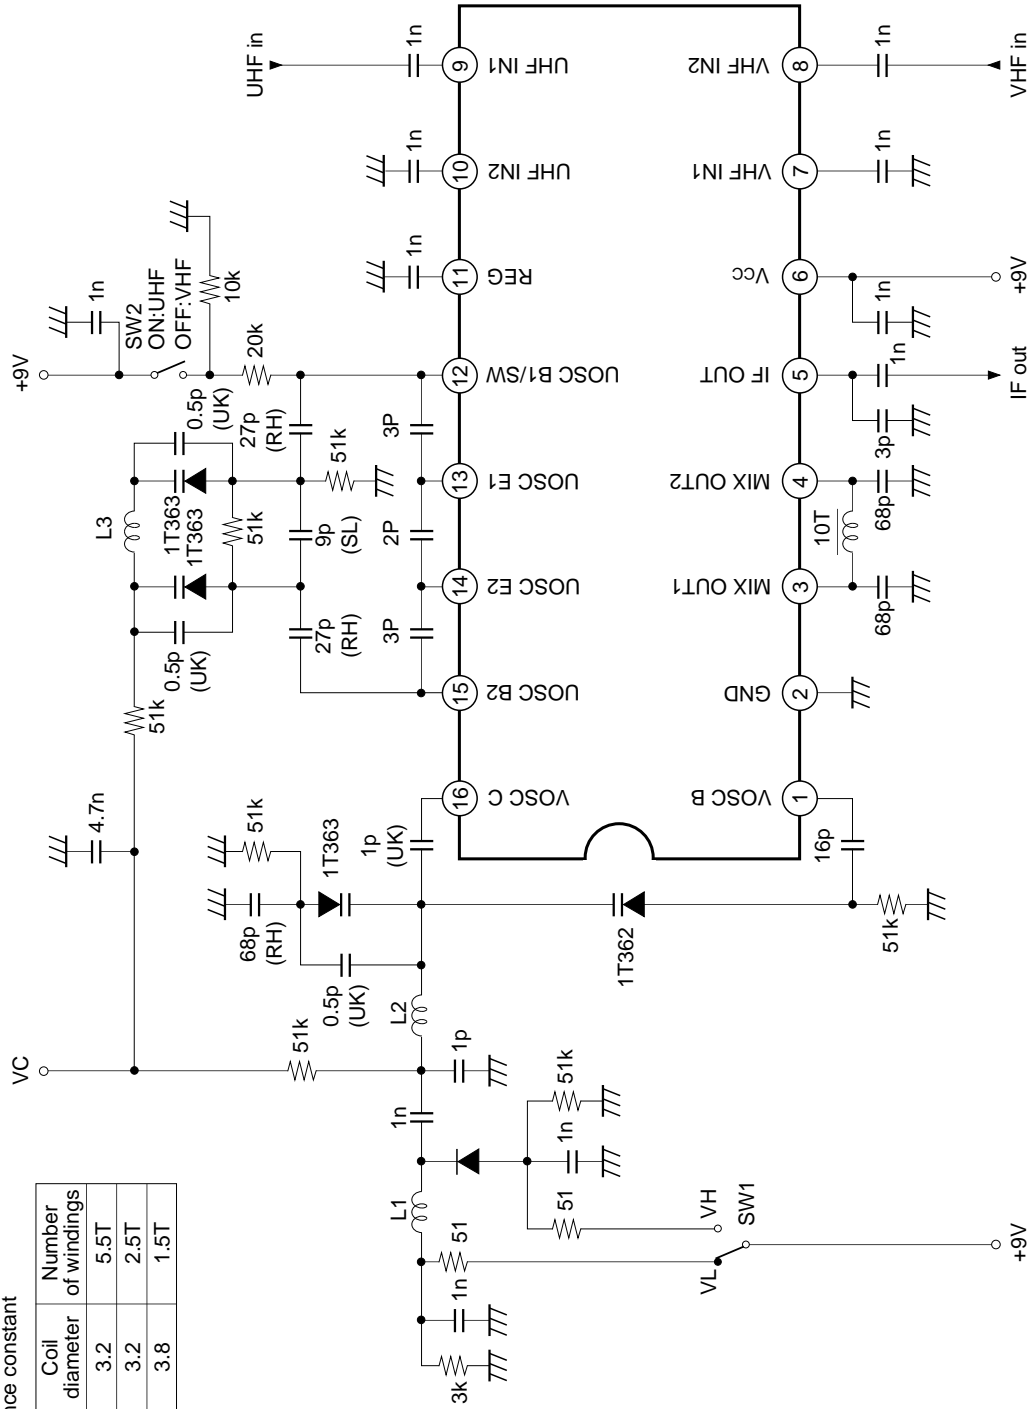 UHF in
1n
9
UHF IN1
VHF IN2
8
1n
VHF in
1n
10
UHF IN2
VHF IN1
7
1n
+9V
1n
SW2
ON:UHF
OFF:VHF
10k
1n
11
REG
Vcc
6
1n
+9V
0.5p
(UK)
20k
27p
(RH)
3P
12
UOSC B1/SW
IF OUT
5
1n
3p
IF out
L3
1T363
1T363
51k
51k
9p
(SL)
2P
13
UOSC E1
MIX OUT2
4
68p
10T
0.5p
(UK)
27p
(RH)
3P
14
UOSC E2
MIX OUT1
3
68p
51k
15
UOSC B2
GND
2
4.7n
51k
1T363
68p
(RH)
0.5p
(UK)
1p
(UK)
16
VOSC C
VOSC B
1
16p
1T362
51k
VC
51k
L2
1p
1n
51k
1n
51
L1
51
1n
3k
VH
VL
SW1
+9V
nce constant
Coil
diameter
Number
of windings
3.2
5.5T
3.2
2.5T
3.8
1.5T